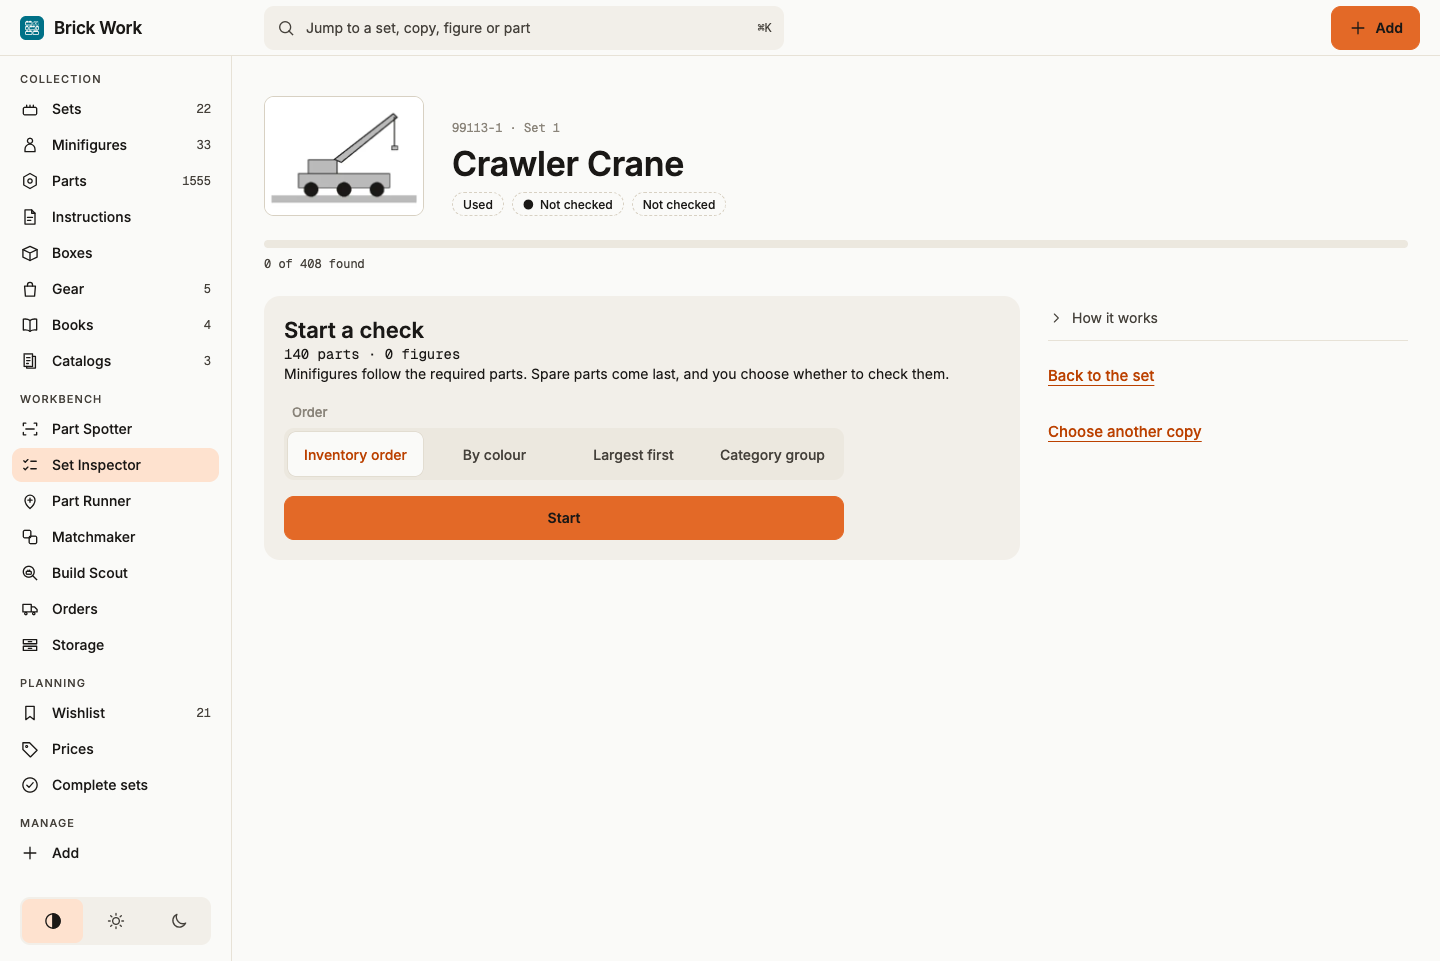 Brick Work
Jump to a set, copy, figure or part ⌘K
Add
COLLECTION
Sets 22
Minifigures 33
Parts 1555
Instructions
Boxes
Gear 5
Books 4
Catalogs 3
WORKBENCH
Part Spotter
Set Inspector
Part Runner
Matchmaker
Build Scout
Orders
Storage
PLANNING
Wishlist 21
Prices
Complete sets
MANAGE
Add
99113-1 · Set 1
Crawler Crane
Used Not checked Not checked
0 of 408 found
Start a check
140 parts · 0 figures
Minifigures follow the required parts. Spare parts come last, and you choose whether to check them.
Order
Inventory order By colour Largest first Category group
Start
How it works
Back to the set
Choose another copy